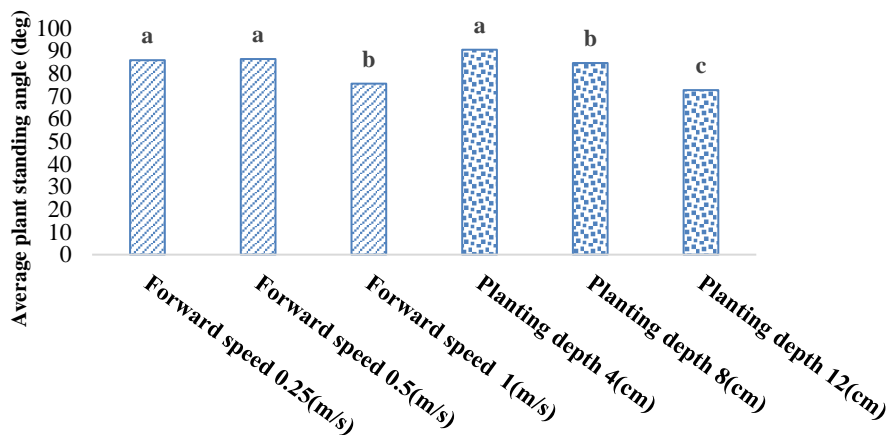 Average plant standing angle (deg)
100
90
80
70
60
50
40
30
20
10
0
a
a
b
a
b
c
Forward speed 0.25(m/s)
Forward speed 0.5(m/s)
Forward speed 1(m/s)
Planting depth 4(cm)
Planting depth 8(cm)
Planting depth 12(cm)